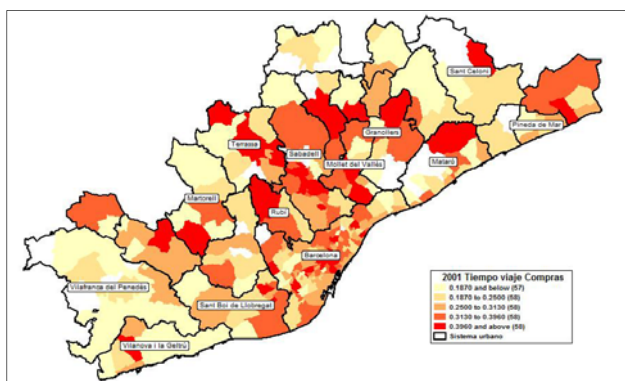 Sant Celoni
Pineda de Mar
Granollers
Terrassa
Sabadell
Mollet del Vallès
Mataró
Martorell
Rubí
Barcelona
Vilafranca del Penedès
Sant Boi de Llobregat
Vilanova i la Geltrú
2001 Tiempo viaje Compras
0.1870 and below (57)
0.1870 to 0.2500 (58)
0.2500 to 0.3130 (58)
0.3130 to 0.3960 (58)
0.3960 and above (58)
Sistema urbano